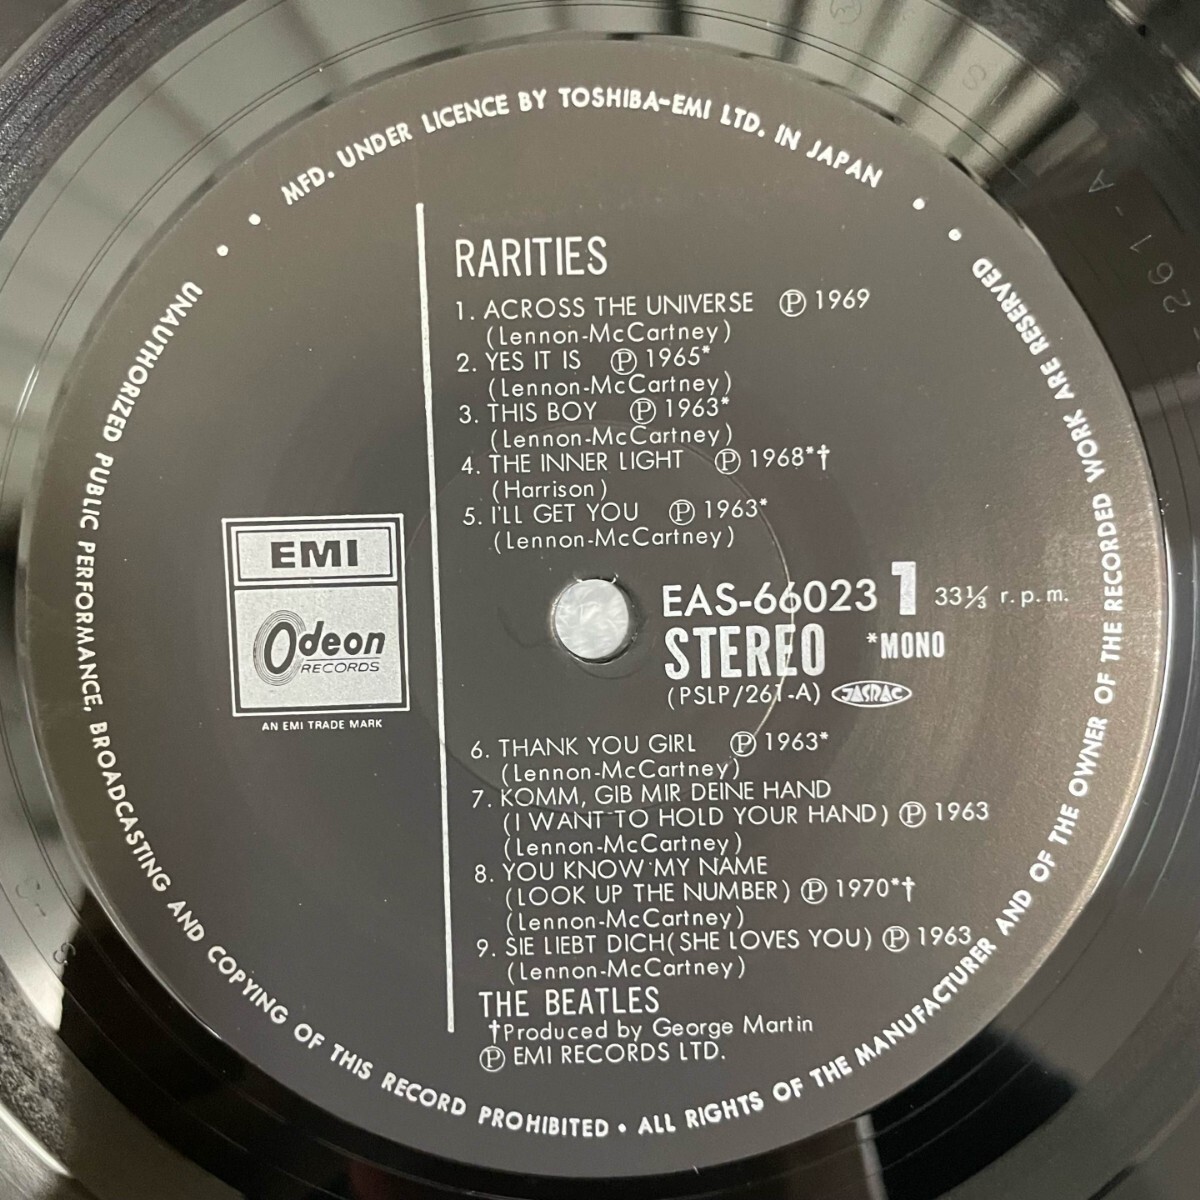 MFD. UNDER LICENCE BY TOSHIBA-EMI LTD. IN JAPAN
RARITIES
1. ACROSS THE UNIVERSE Ⓟ 1969
(Lennon-McCartney)
2. YES IT IS Ⓟ 1965*
(Lennon-McCartney)
3. THIS BOY Ⓟ 1963*
(Lennon-McCartney)
4. THE INNER LIGHT Ⓟ 1968*†
(Harrison)
5. I'LL GET YOU Ⓟ 1963*
(Lennon-McCartney)
EMI
Odeon
RECORDS
AN EMI TRADE MARK
EAS-66023 1 33⅓ r.p.m.
STEREO *MONO
(PSLP/261-A) JASRAC
6. THANK YOU GIRL Ⓟ 1963*
(Lennon-McCartney)
7. KOMM, GIB MIR DEINE HAND
(I WANT TO HOLD YOUR HAND) Ⓟ 1963
(Lennon-McCartney)
8. YOU KNOW MY NAME
(LOOK UP THE NUMBER) Ⓟ 1970*†
(Lennon-McCartney)
9. SIE LIEBT DICH (SHE LOVES YOU) Ⓟ 1963
(Lennon-McCartney)
THE BEATLES
†Produced by George Martin
Ⓟ EMI RECORDS LTD.
UNAUTHORIZED PUBLIC PERFORMANCE, BROADCASTING AND COPYING OF THIS RECORD PROHIBITED • ALL RIGHTS OF THE MANUFACTURER AND OF THE OWNER OF THE RECORDED WORK ARE RESERVED
261-A